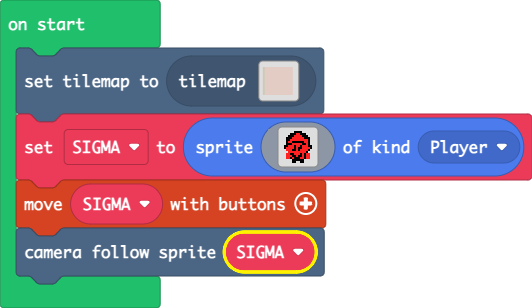 on start
set tilemap to tilemap
set SIGMA to sprite of kind Player
move SIGMA with buttons
camera follow sprite SIGMA